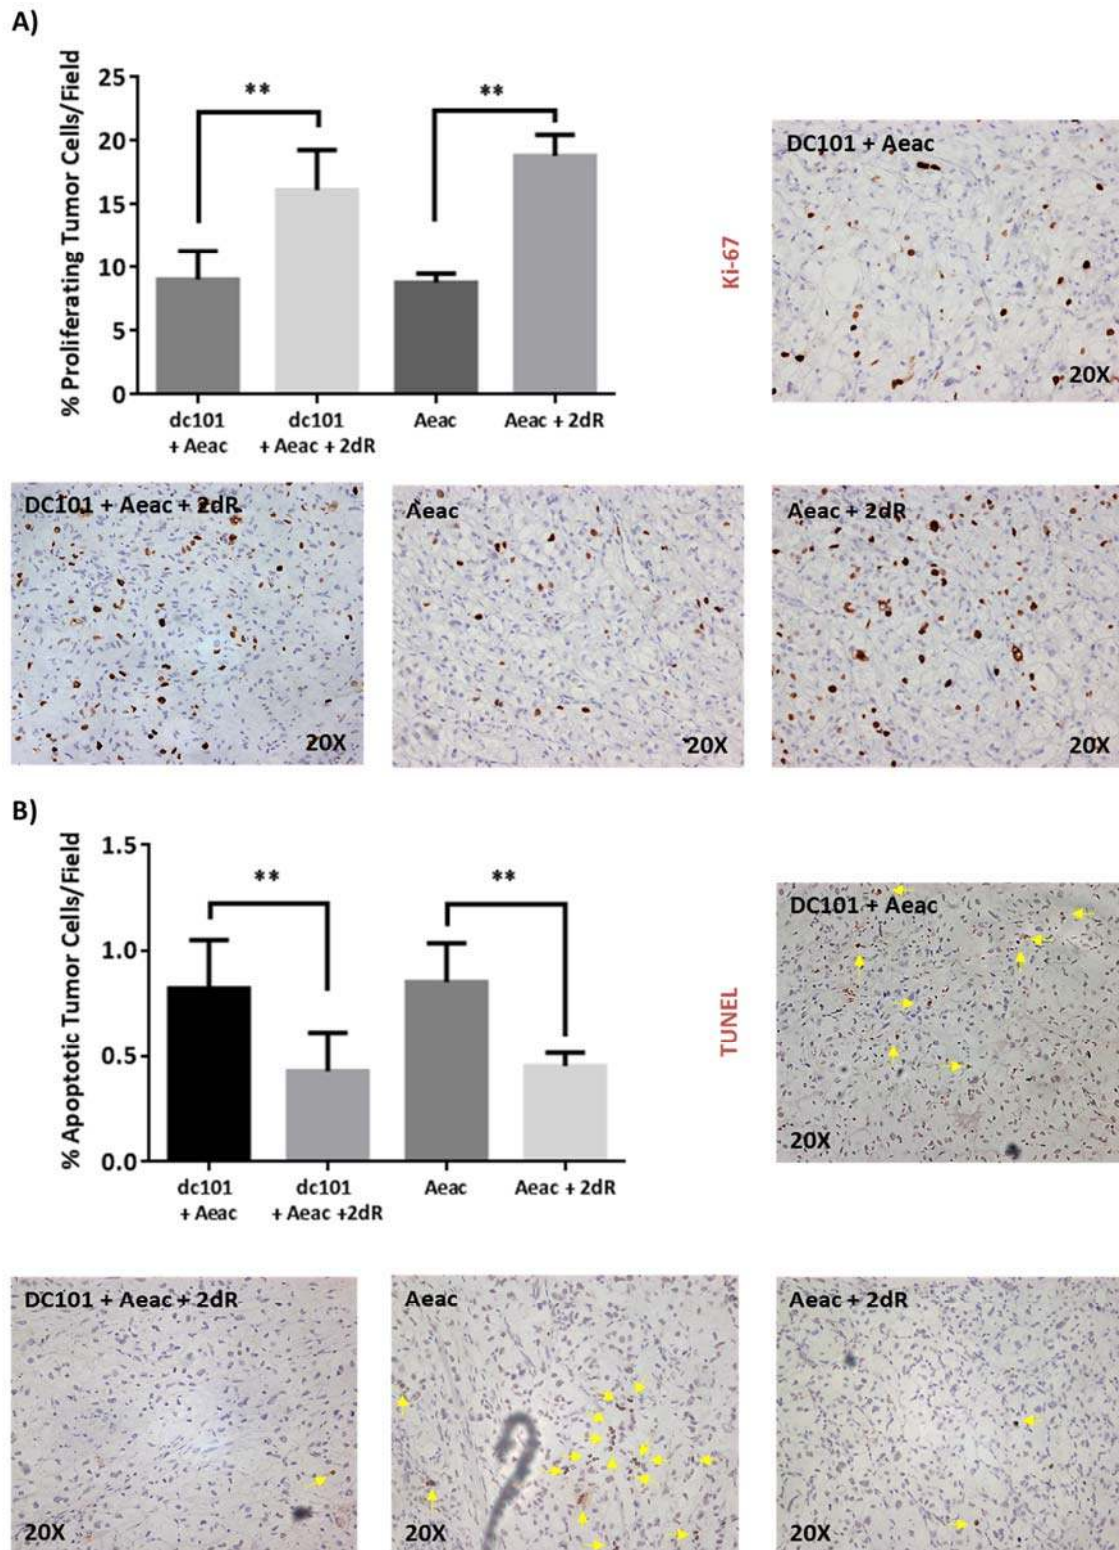 A)
% Proliferating Tumor Cells/Field
25
20
15
10
5
0
**
**
dc101
+ Aeac
dc101
+ Aeac + 2dR
Aeac
Aeac + 2dR
Ki-67
DC101 + Aeac
20X
DC101 + Aeac + 2dR
20X
Aeac
20X
Aeac + 2dR
20X
B)
% Apoptotic Tumor Cells/Field
1.5
1.0
0.5
0.0
**
**
dc101
+ Aeac
dc101
+ Aeac +2dR
Aeac
Aeac + 2dR
TUNEL
DC101 + Aeac
20X
DC101 + Aeac + 2dR
20X
Aeac
20X
Aeac + 2dR
20X